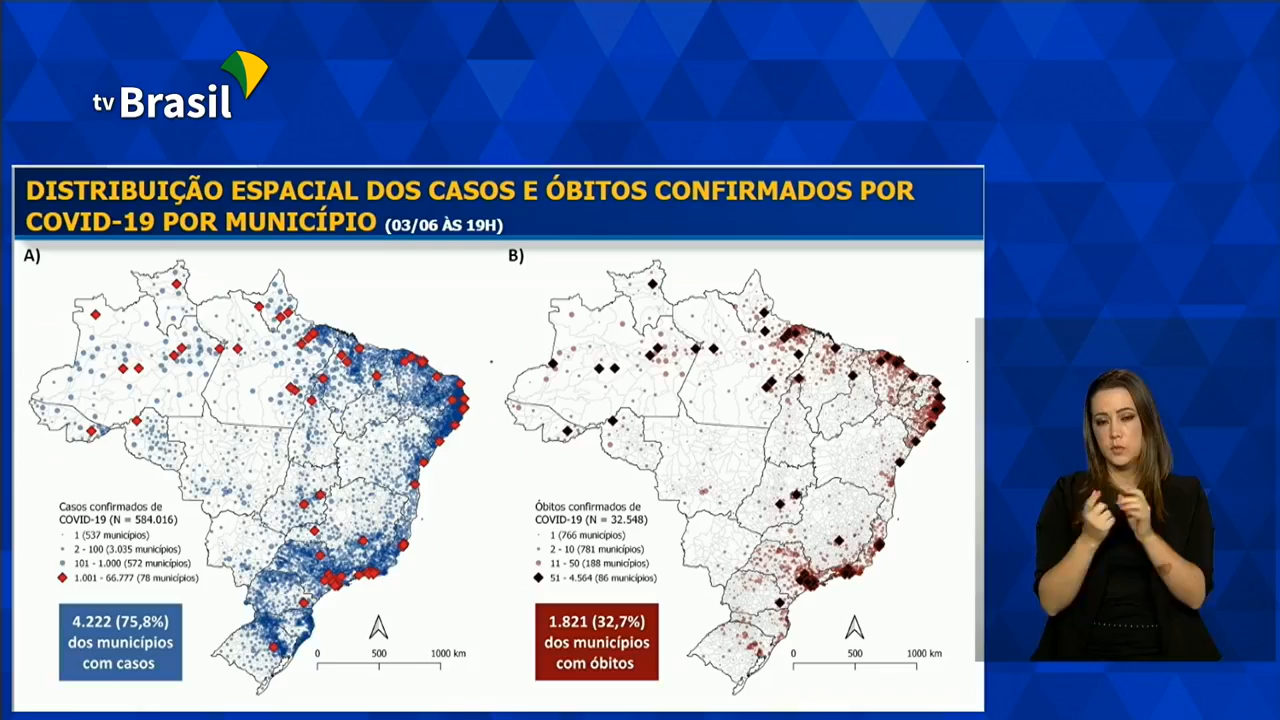 tv Brasil
DISTRIBUIÇÃO ESPACIAL DOS CASOS E ÓBITOS CONFIRMADOS POR
COVID-19 POR MUNICÍPIO (03/06 ÀS 19H)
A)
Casos confirmados de
COVID-19 (N = 584.016)
1 (537 municípios)
2 - 100 (3.035 municípios)
101 - 1.000 (572 municípios)
1.001 - 66.777 (78 municípios)
4.222 (75,8%)
dos municípios
com casos
0 500 1000 km
B)
Óbitos confirmados de
COVID-19 (N = 32.548)
1 (766 municípios)
2 - 10 (781 municípios)
11 - 50 (188 municípios)
51 - 4.564 (86 municípios)
1.821 (32,7%)
dos municípios
com óbitos
0 500 1000 km